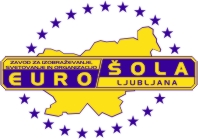 ZAVOD ZA IZOBRAŽEVANJE,
SVETOVANJE IN ORGANIZACIJO
EURO ŠOLA
LJUBLJANA